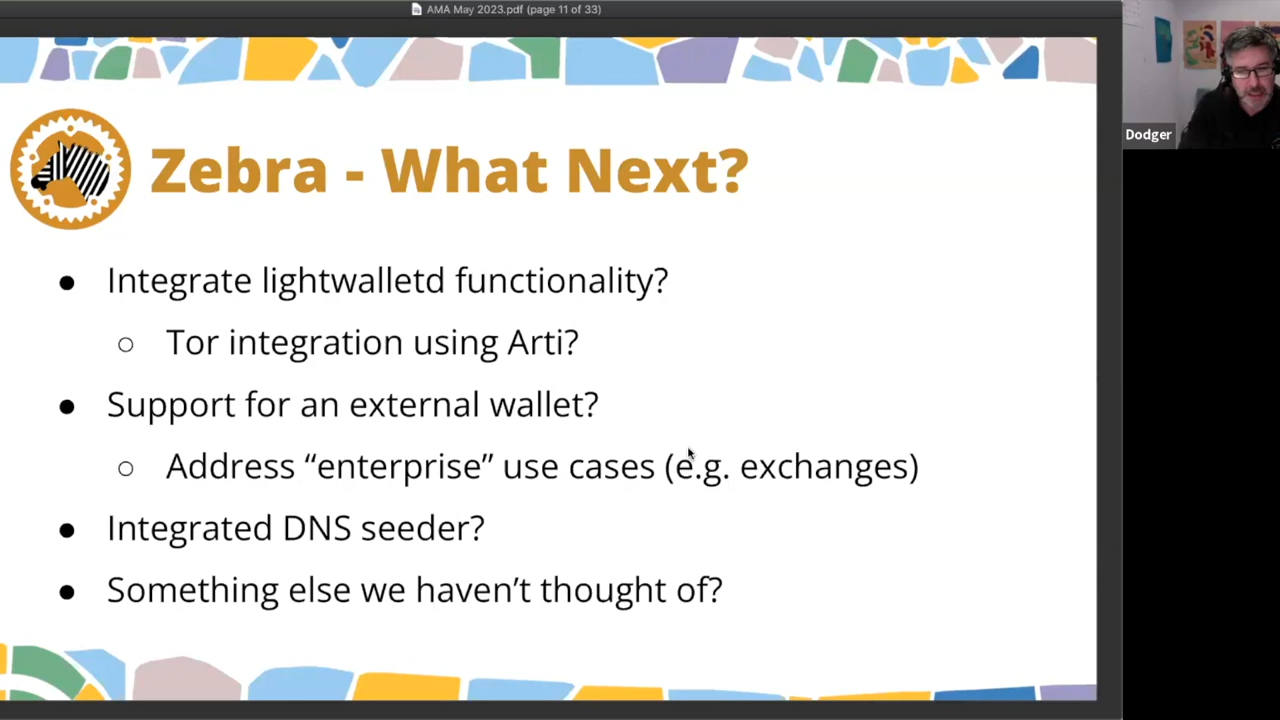 AMA May 2023.pdf (page 11 of 33)
Dodger
Zebra - What Next?
● Integrate lightwalletd functionality?
○ Tor integration using Arti?
● Support for an external wallet?
○ Address “enterprise” use cases (e.g. exchanges)
● Integrated DNS seeder?
● Something else we haven’t thought of?